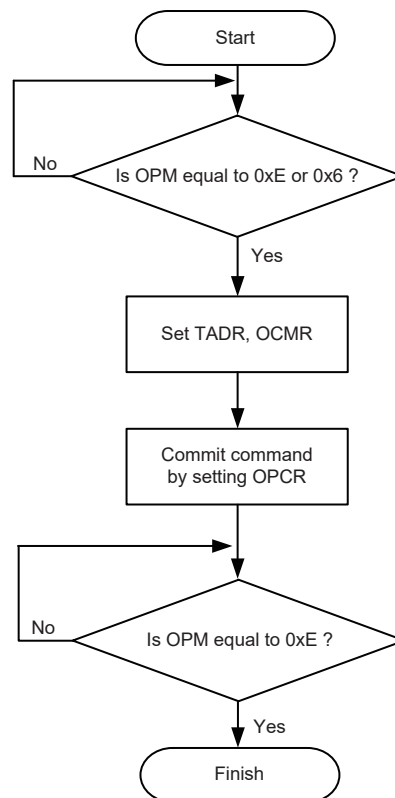 Start
No
Is OPM equal to 0xE or 0x6 ?
Yes
Set TADR, OCMR
Commit command
by setting OPCR
No
Is OPM equal to 0xE ?
Yes
Finish